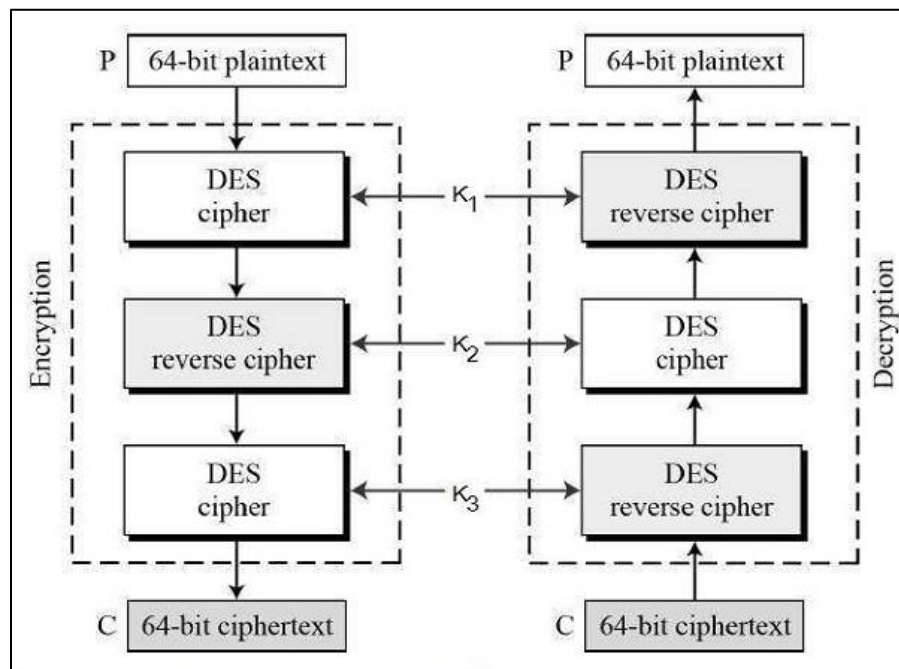 P 64-bit plaintext
P 64-bit plaintext
Encryption
DES
cipher
K1
DES
reverse cipher
DES
reverse cipher
K2
DES
cipher
DES
cipher
K3
DES
reverse cipher
Decryption
C 64-bit ciphertext
C 64-bit ciphertext